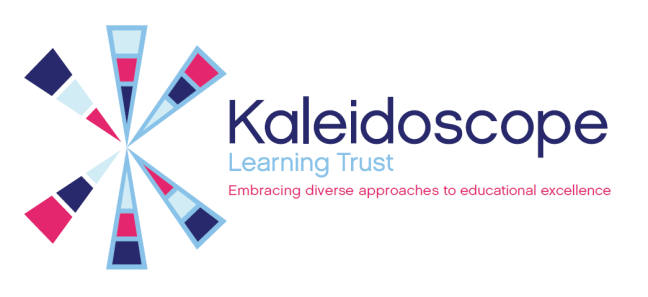 Kaleidoscope
Learning Trust
Embracing diverse approaches to educational excellence